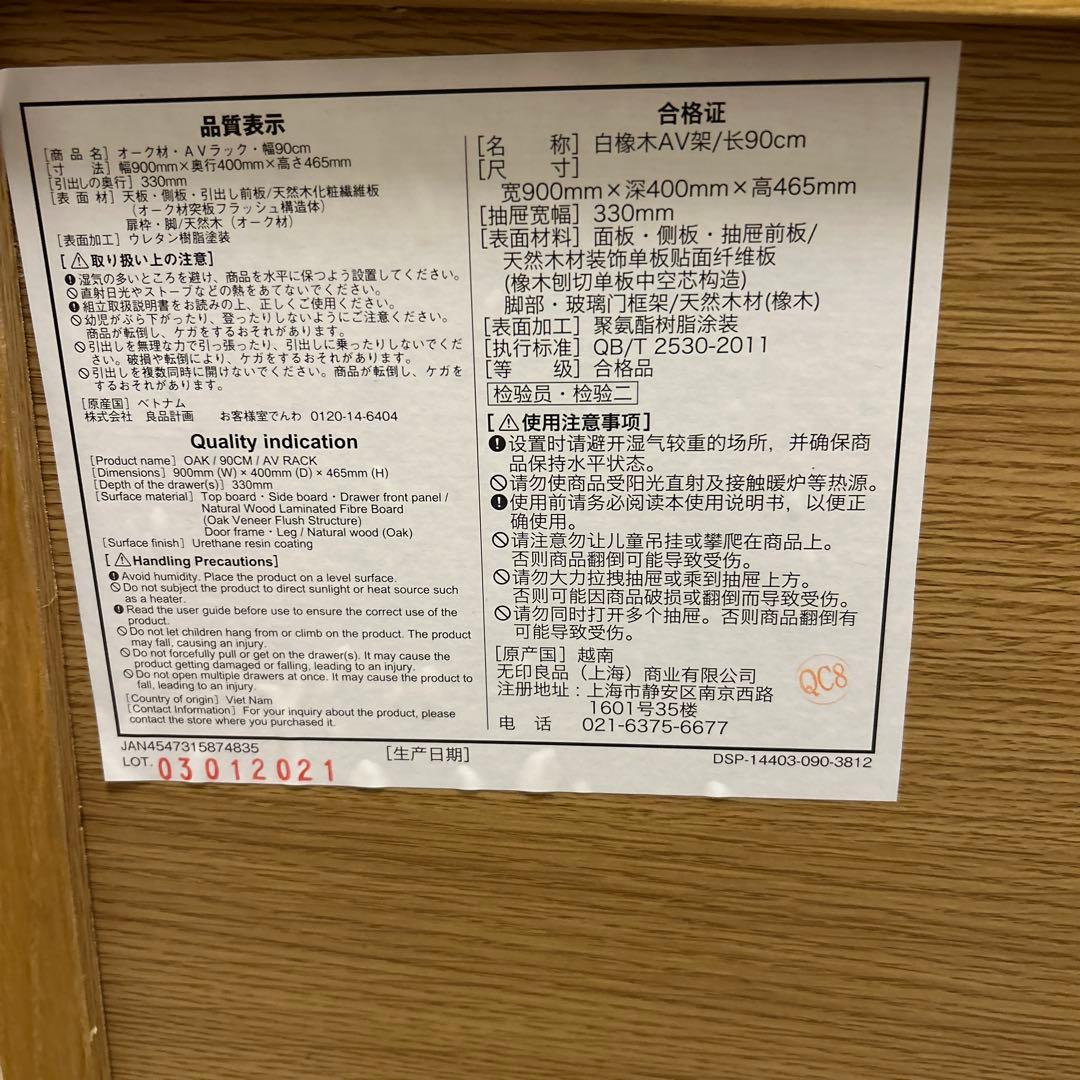 品質表示
[商品名] オーク材・AVラック・幅90cm
[寸　法] 幅900mm×奥行400mm×高さ465mm
[引出しの奥行] 330mm
[表面材] 天板・側板・引出し前板/天然木化粧繊維板
(オーク材突板フラッシュ構造体)
扉枠・脚/天然木（オーク材）
[表面加工] ウレタン樹脂塗装
[⚠取り扱い上の注意]
❶湿気の多いところを避け、商品を水平に保つよう設置してください。
🛇直射日光やストーブなどの熱をあてないでください。
❶組立取扱説明書をお読みの上、正しくご使用ください。
🛇幼児がぶら下がったり、登ったりしないようにご注意ください。
商品が転倒し、ケガをするおそれがあります。
🛇引出しを無理な力で引っ張ったり、引出しに乗ったりしないでくだ
さい。破損や転倒により、ケガをするおそれがあります。
🛇引出しを複数同時に開けないでください。商品が転倒し、ケガを
するおそれがあります。
[原産国] ベトナム
株式会社　良品計画　　お客様室でんわ　0120-14-6404
Quality indication
[Product name] OAK / 90CM / AV RACK
[Dimensions] 900mm (W) × 400mm (D) × 465mm (H)
[Depth of the drawer(s)] 330mm
[Surface material] Top board・Side board・Drawer front panel /
Natural Wood Laminated Fibre Board
(Oak Veneer Flush Structure)
Door frame・Leg / Natural wood (Oak)
[Surface finish] Urethane resin coating
[⚠Handling Precautions]
❶Avoid humidity. Place the product on a level surface.
🛇Do not subject the product to direct sunlight or heat source such
as a heater.
❶Read the user guide before use to ensure the correct use of the
product.
🛇Do not let children hang from or climb on the product. The product
may fall, causing an injury.
🛇Do not forcefully pull or get on the drawer(s). It may cause the
product getting damaged or falling, leading to an injury.
🛇Do not open multiple drawers at once. It may cause the product to
fall, leading to an injury.
[Country of origin] Viet Nam
[Contact Information] For your inquiry about the product, please
contact the store where you purchased it.
合格证
[名　　称] 白橡木AV架/长90cm
[尺　　寸]
宽900mm×深400mm×高465mm
[抽屉宽幅] 330mm
[表面材料] 面板・侧板・抽屉前板/
天然木材装饰单板贴面纤维板
(橡木刨切单板中空芯构造)
脚部・玻璃门框架/天然木材(橡木)
[表面加工] 聚氨酯树脂涂装
[执行标准] QB/T 2530-2011
[等　　级] 合格品
检验员・检验二
[⚠使用注意事项]
❶设置时请避开湿气较重的场所，并确保商
品保持水平状态。
🛇请勿使商品受阳光直射及接触暖炉等热源。
❶使用前请务必阅读本使用说明书，以便正
确使用。
🛇请注意勿让儿童吊挂或攀爬在商品上。
否则商品翻倒可能导致受伤。
🛇请勿大力拉拽抽屉或乘到抽屉上方。
否则可能因商品破损或翻倒而导致受伤。
🛇请勿同时打开多个抽屉。否则商品翻倒有
可能导致受伤。
[原产国] 越南
无印良品（上海）商业有限公司
注册地址：上海市静安区南京西路
1601号35楼
电　话　021-6375-6677
QC8
JAN4547315874835
LOT. 03012021
[生产日期]
DSP-14403-090-3812